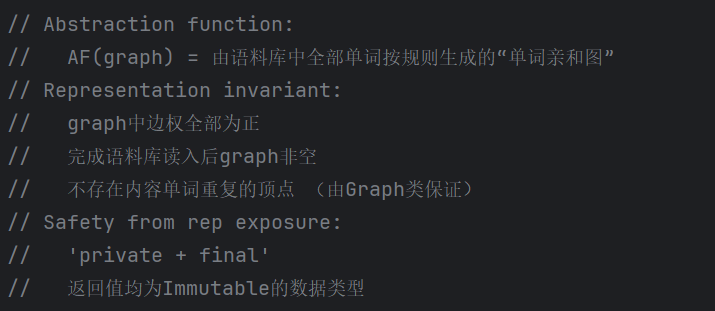 // Abstraction function:
//   AF(graph) = 由语料库中全部单词按规则生成的“单词亲和图”
// Representation invariant:
//   graph中边权全部为正
//   完成语料库读入后graph非空
//   不存在内容单词重复的顶点 （由Graph类保证）
// Safety from rep exposure:
//   'private + final'
//   返回值均为Immutable的数据类型